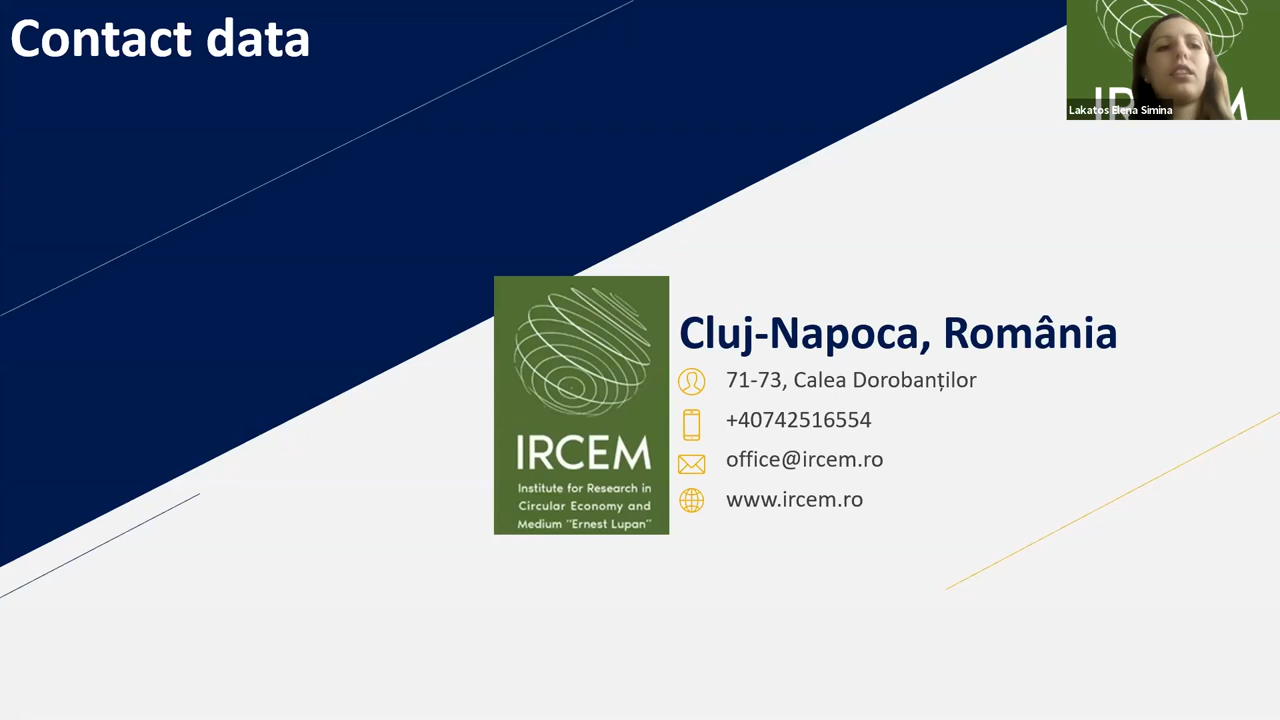 Contact data
IR M
Lakatos Elena Simina
Cluj-Napoca, România
71-73, Calea Dorobanților
+40742516554
office@ircem.ro
www.ircem.ro
IRCEM
Institute for Research in
Circular Economy and
Medium "Ernest Lupan"